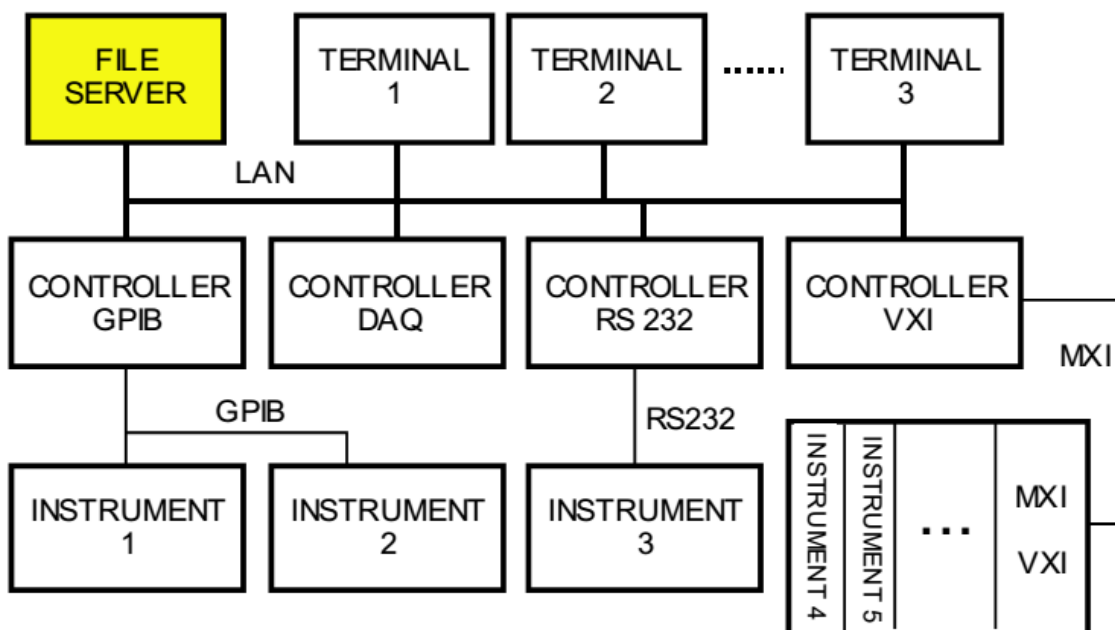 FILE
SERVER
TERMINAL
1
TERMINAL
2
......
TERMINAL
3
LAN
CONTROLLER
GPIB
CONTROLLER
DAQ
CONTROLLER
RS 232
CONTROLLER
VXI
MXI
GPIB
RS232
INSTRUMENT
1
INSTRUMENT
2
INSTRUMENT
3
INSTRUMENT 4
INSTRUMENT 5
...
MXI
VXI